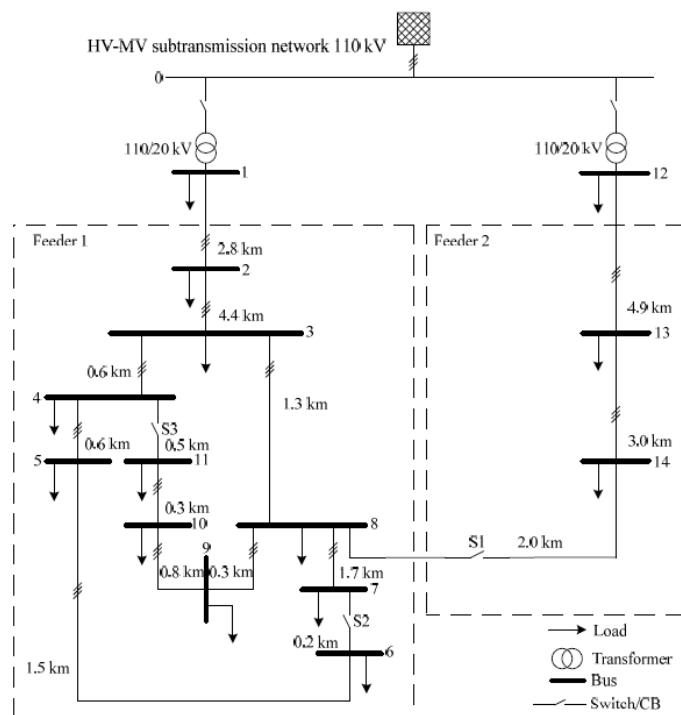 HV-MV subtransmission network 110 kV
0
110/20 kV
110/20 kV
1
12
Feeder 1
Feeder 2
2.8 km
2
4.4 km
4.9 km
3
13
0.6 km
1.3 km
4
S3
3.0 km
0.6 km
0.5 km
5
11
14
0.3 km
10
8
9
S1
2.0 km
0.8 km
0.3 km
1.7 km
7
S2
0.2 km
6
1.5 km
Load
Transformer
Bus
Switch/CB